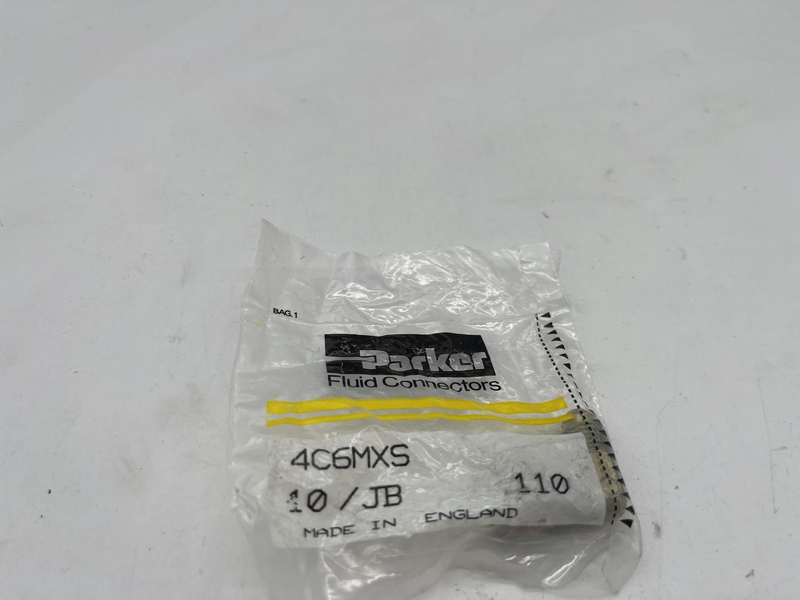 BAG.1
Parker
Fluid Connectors
4C6MXS
10/JB 110
MADE IN ENGLAND